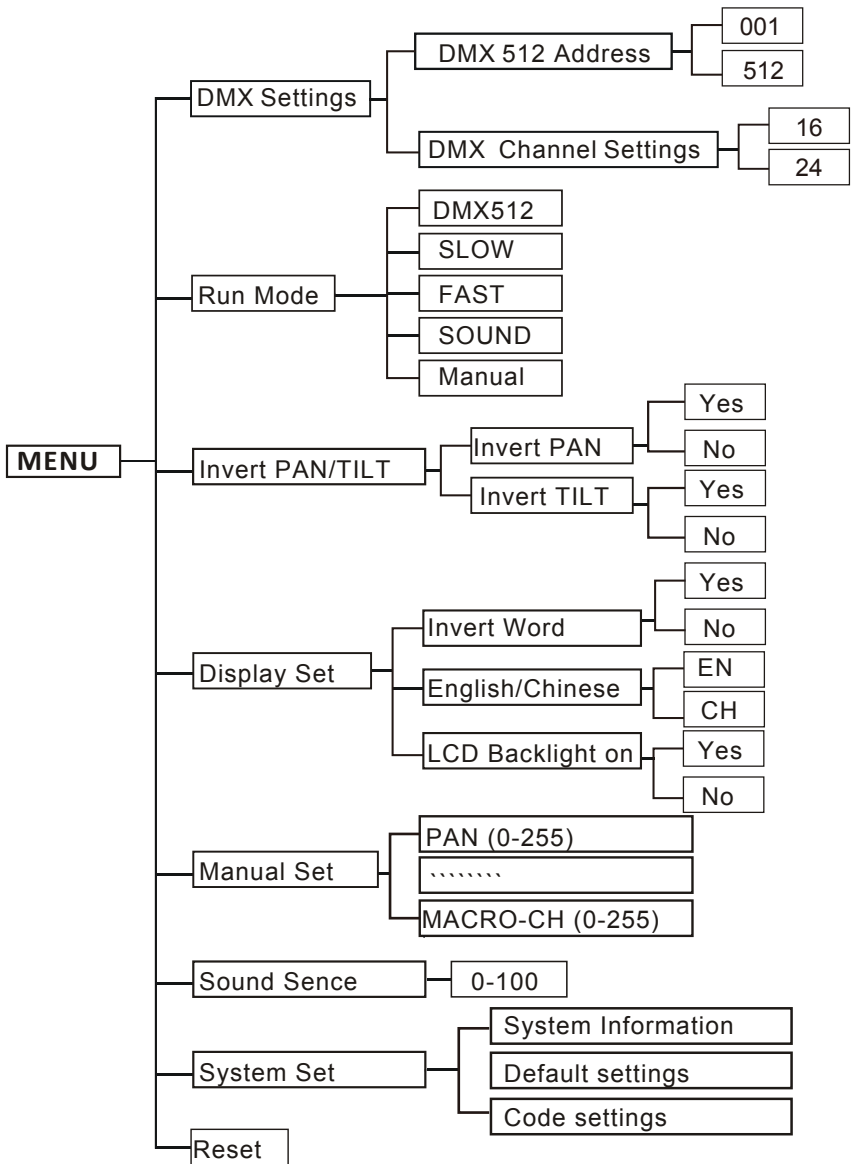 001
DMX 512 Address
512
DMX Settings
16
DMX Channel Settings
24
DMX512
SLOW
Run Mode
FAST
SOUND
Manual
Yes
Invert PAN
No
MENU
Invert PAN/TILT
Yes
Invert TILT
No
Yes
Invert Word
No
Display Set
EN
English/Chinese
CH
LCD Backlight on
Yes
No
PAN (0-255)
Manual Set
````````
MACRO-CH (0-255)
Sound Sence
0-100
System Information
System Set
Default settings
Code settings
Reset